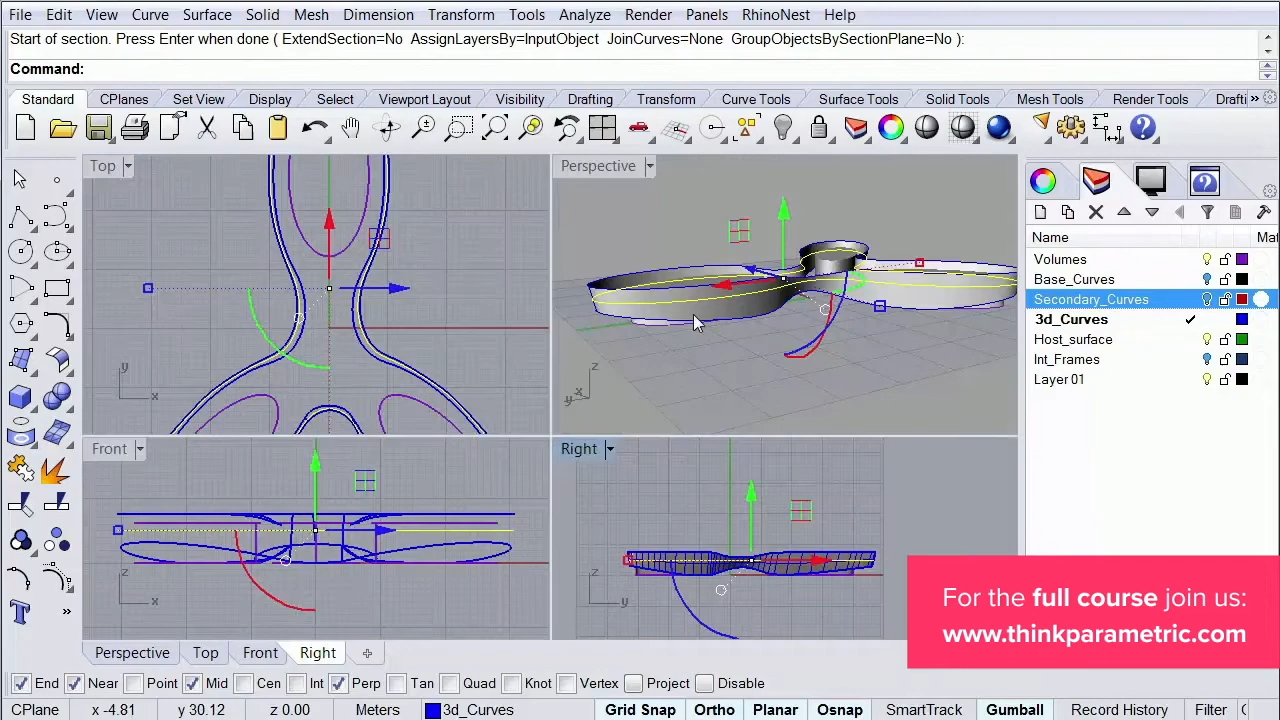 File Edit View Curve Surface Solid Mesh Dimension Transform Tools Analyze Render Panels RhinoNest Help
Start of section. Press Enter when done ( ExtendSection=No AssignLayersBy=InputObject JoinCurves=None GroupObjectsBySectionPlane=No ):
Command:
Standard CPlanes Set View Display Select Viewport Layout Visibility Drafting Transform Curve Tools Surface Tools Solid Tools Mesh Tools Render Tools Drafti »
Top
Perspective
Name Mat
Volumes
Base_Curves
Secondary_Curves
3d_Curves
Host_surface
Int_Frames
Layer 01
y
x
z
y x
Front
Right
z
x
z
y
For the full course join us:
www.thinkparametric.com
»
Perspective Top Front Right
End Near Point Mid Cen Int Perp Tan Quad Knot Vertex Project Disable
CPlane x -4.81 y 30.12 z 0.00 Meters 3d_Curves Grid Snap Ortho Planar Osnap SmartTrack Gumball Record History Filter